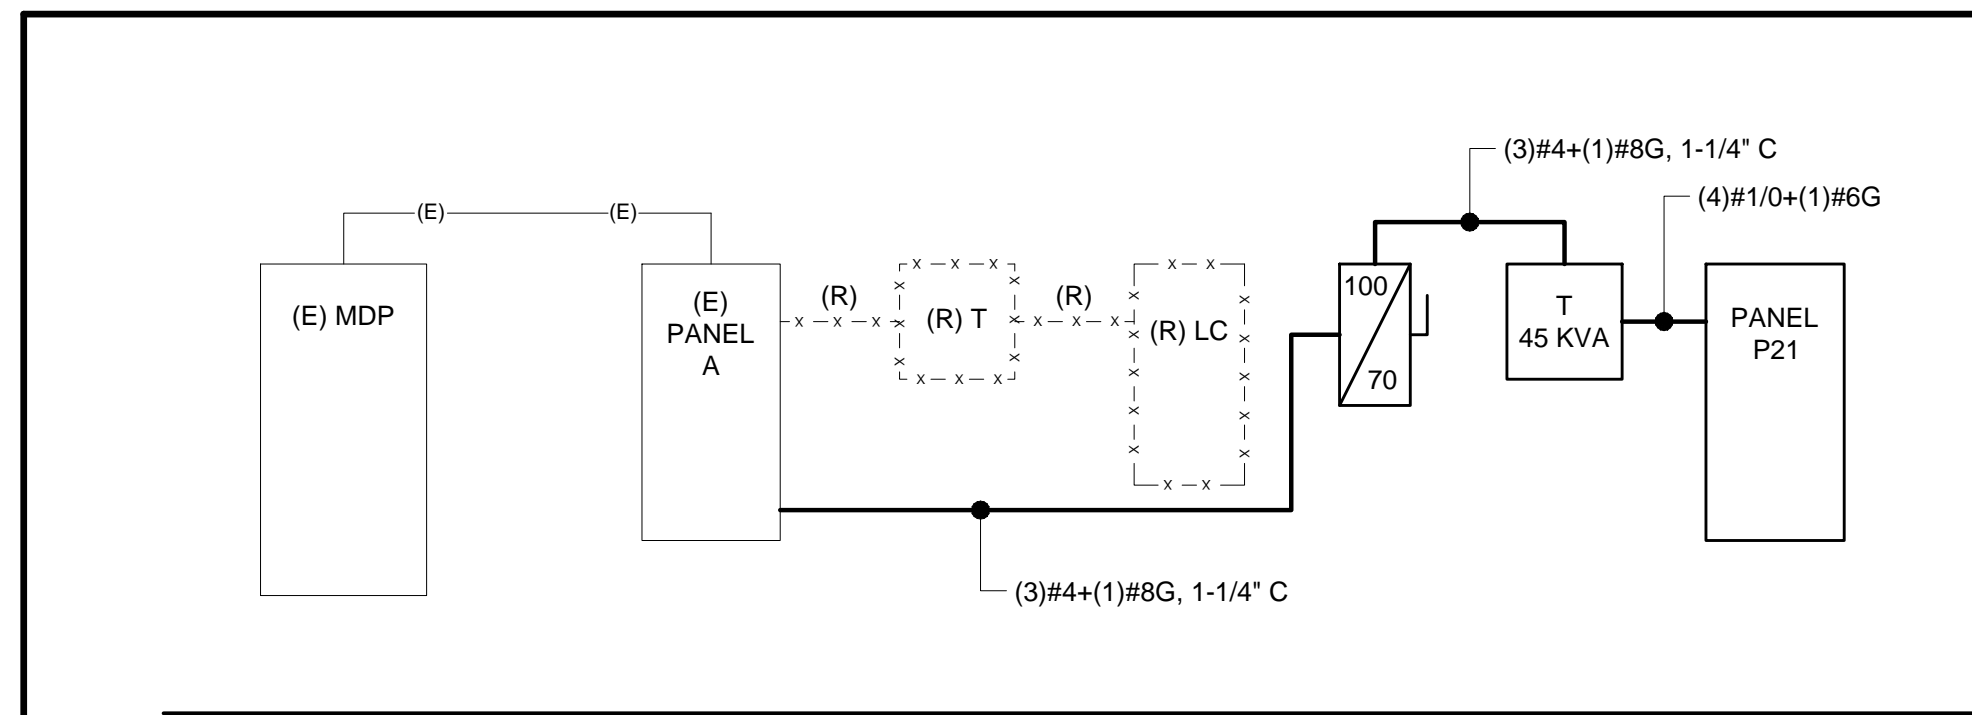 (3)#4+(1)#8G, 1-1/4" C
(4)#1/0+(1)#6G
(E)
(E)
(E) MDP
(E)
PANEL
A
(R)
(R) T
(R)
(R) LC
100
70
T
45 KVA
PANEL
P21
(3)#4+(1)#8G, 1-1/4" C